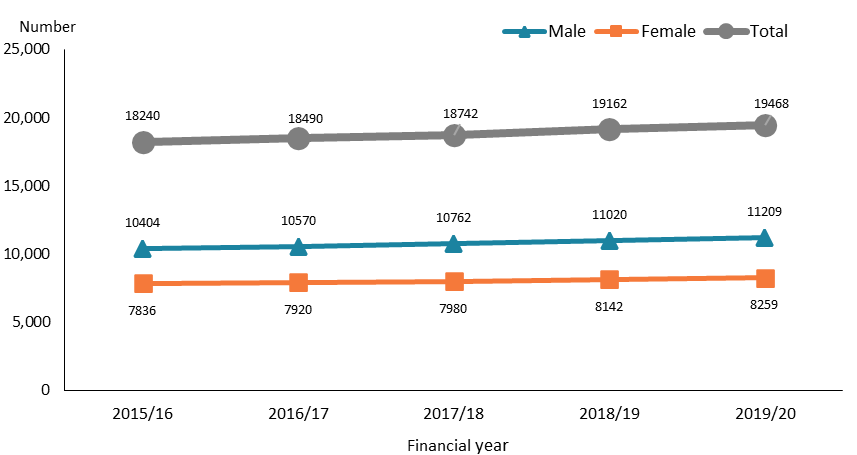 Number
Male Female Total
25,000
20,000
15,000
10,000
5,000
0
18240 18490 18742 19162 19468
10404 10570 10762 11020 11209
7836 7920 7980 8142 8259
2015/16 2016/17 2017/18 2018/19 2019/20
Financial year